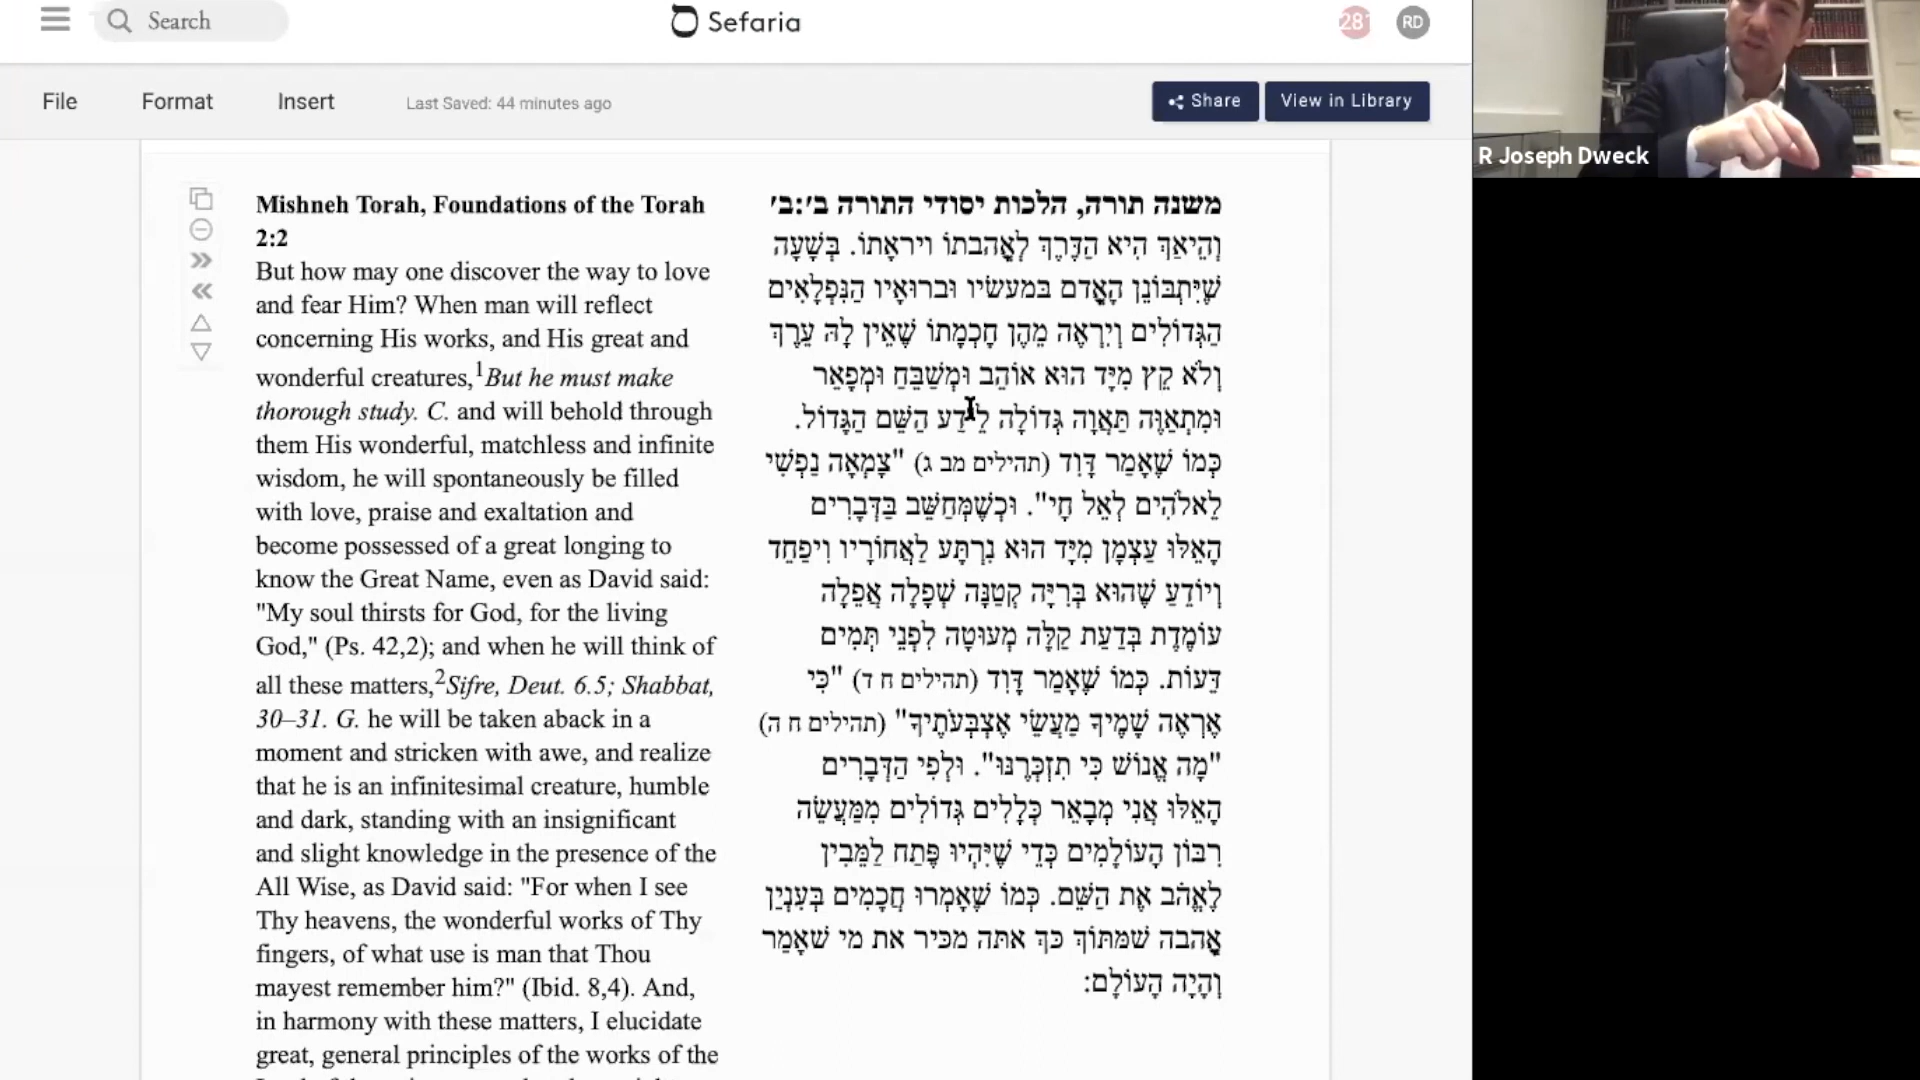 Search
Sefaria
281
RD
File
Format
Insert
Last Saved: 44 minutes ago
Share
View in Library
R Joseph Dweck
Mishneh Torah, Foundations of the Torah
2:2
But how may one discover the way to love
and fear Him? When man will reflect
concerning His works, and His great and
wonderful creatures,1But he must make
thorough study. C. and will behold through
them His wonderful, matchless and infinite
wisdom, he will spontaneously be filled
with love, praise and exaltation and
become possessed of a great longing to
know the Great Name, even as David said:
"My soul thirsts for God, for the living
God," (Ps. 42,2); and when he will think of
all these matters,2Sifre, Deut. 6.5; Shabbat,
30–31. G. he will be taken aback in a
moment and stricken with awe, and realize
that he is an infinitesimal creature, humble
and dark, standing with an insignificant
and slight knowledge in the presence of the
All Wise, as David said: "For when I see
Thy heavens, the wonderful works of Thy
fingers, of what use is man that Thou
mayest remember him?" (Ibid. 8,4). And,
in harmony with these matters, I elucidate
great, general principles of the works of the
משנה תורה, הלכות יסודי התורה ב׳:ב׳
וְהֵיאַךְ הִיא הַדֶּרֶךְ לְאַהֲבתוֹ ויראָתוֹ. בְּשָׁעָה
שֶׁיִּתְבּוֹנֵן הָאָדָם בּמעשׂיו וּברוּאָיו הַנִּפְלָאִים
הַגְּדוֹלִים וְיִרְאֶה מֵהֶן חָכְמָתוֹ שֶׁאֵין לָהּ עֵרֶךְ
וְלֹא קֵץ מִיָּד הוּא אוֹהֵב וּמְשַׁבֵּחַ וּמְפָאֵר
וּמִתְאַוֶּה תַּאֲוָה גְּדוֹלָה לֵידַע הַשֵּׁם הַגָּדוֹל.
כְּמוֹ שֶׁאָמַר דָּוִד (תהילים מב ג) "צָמְאָה נַפְשִׁי
לֵאלֹהִים לְאֵל חָי". וּכְשֶׁמְּחַשֵּׁב בַּדְּבָרִים
הָאֵלּוּ עַצְמָן מִיָּד הוּא נִרְתָּע לַאֲחוֹרָיו וִיפַחֵד
וְיוֹדֵעַ שֶׁהוּא בְּרִיָּה קְטַנָּה שְׁפָלָה אֲפֵלָה
עוֹמֶדֶת בְּדַעַת קַלָּה מְעוּטָה לִפְנֵי תְּמִים
דֵּעוֹת. כְּמוֹ שֶׁאָמַר דָּוִד (תהילים ח ד) "כִּי
אֶרְאֶה שָׁמֶיךָ מַעֲשֵׂי אֶצְבְּעֹתֶיךָ" (תהילים ח ה)
"מָה אֱנוֹשׁ כִּי תִזְכְּרֶנּוּ". וּלְפִי הַדְּבָרִים
הָאֵלּוּ אֲנִי מְבָאֵר כְּלָלִים גְּדוֹלִים מִמַּעֲשֵׂה
רִבּוֹן הָעוֹלָמִים כְּדֵי שֶׁיִּהְיוּ פֶּתַח לַמֵּבִין
לֶאֱהֹב אֶת הַשֵּׁם. כְּמוֹ שֶׁאָמְרוּ חֲכָמִים בְּעִנְיַן
אַהֲבה שׁמּתּוֹךְ כּךְ אתּה מכּיר את מי שׁאָמַר
וְהָיָה הָעוֹלָם: